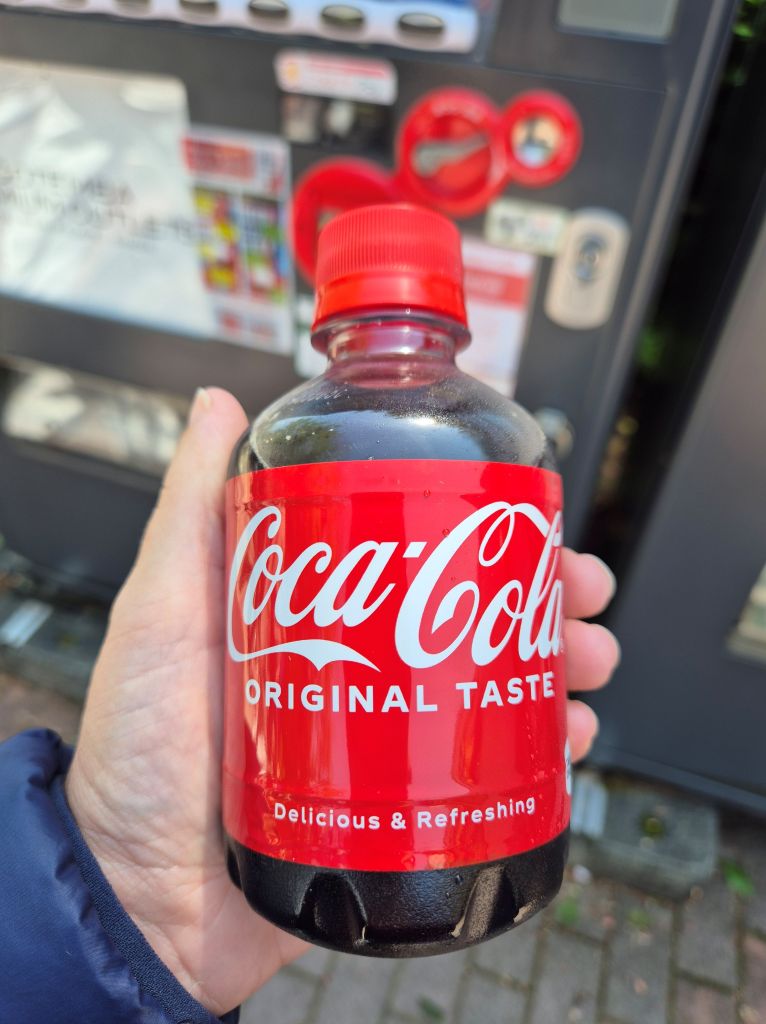 Coca-Cola
ORIGINAL TASTE
Delicious & Refreshing